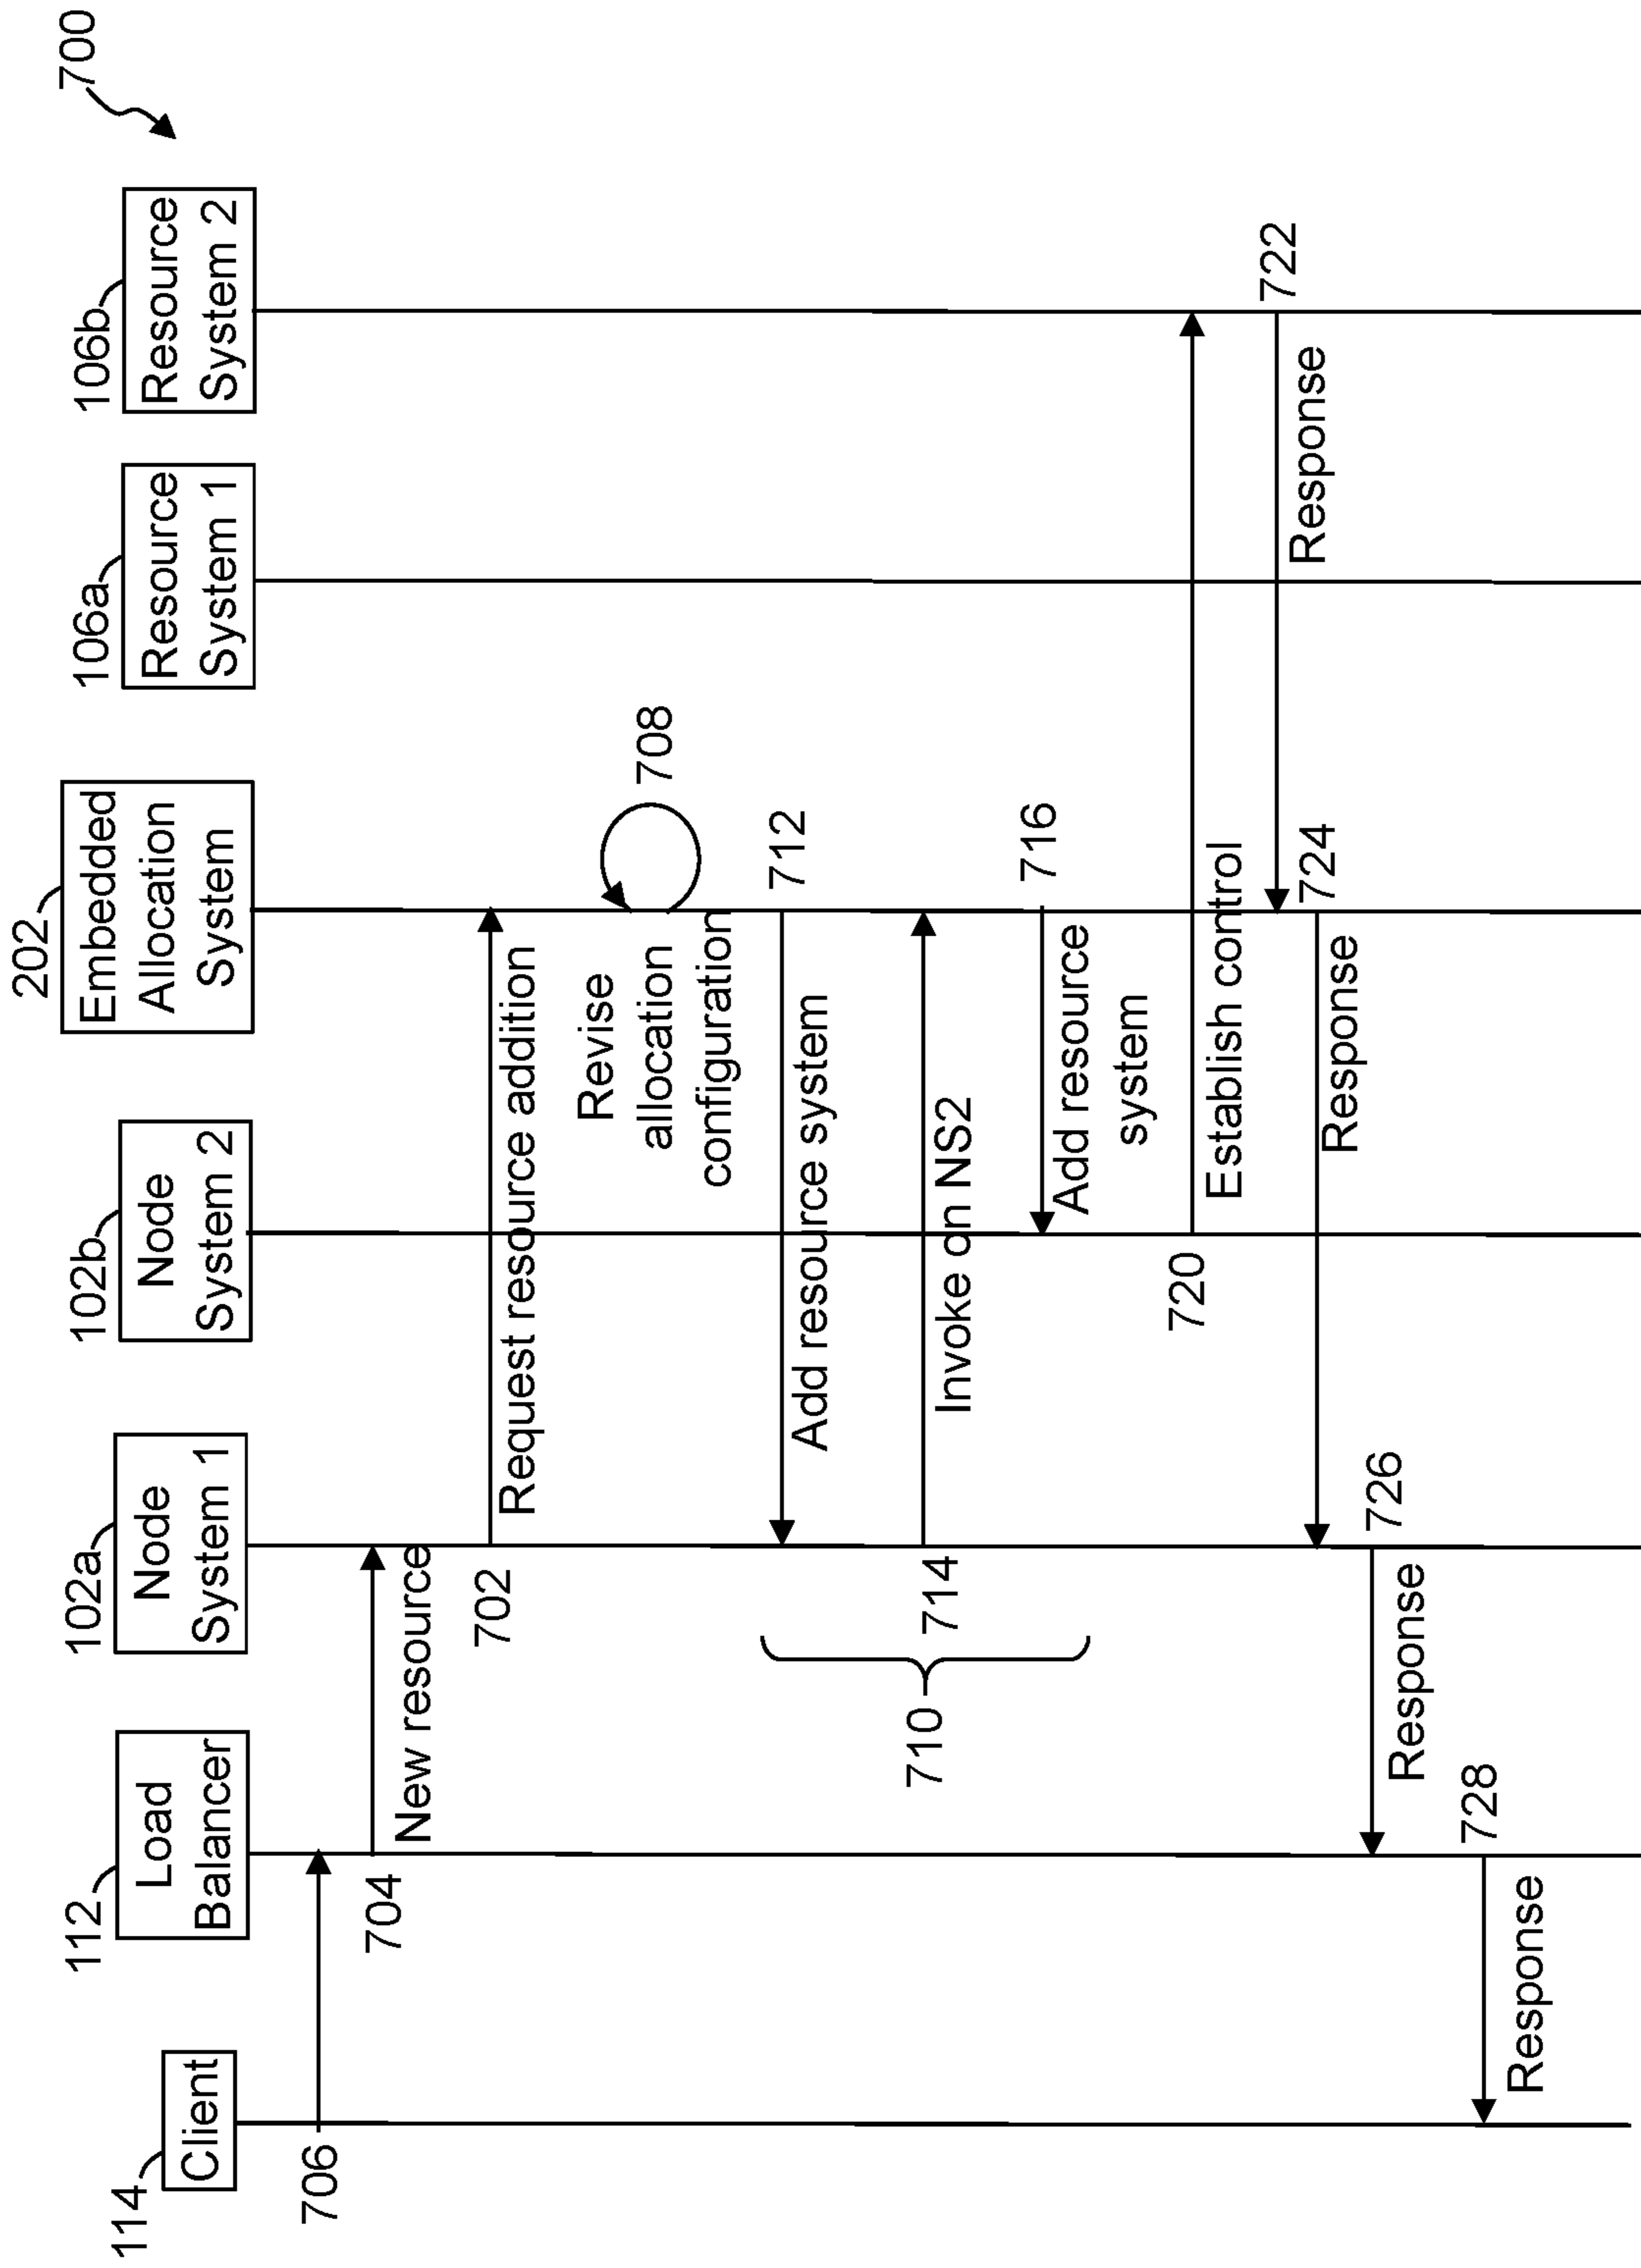 700
114
Client
112
Load
Balancer
102a
Node
System 1
102b
Node
System 2
202
Embedded
Allocation
System
106a
Resource
System 1
106b
Resource
System 2
706
704
New resource
702
Request resource addition
708
Revise
allocation
configuration
710
712
Add resource system
714
Invoke on NS2
716
Add resource
system
720
Establish control
722
Response
724
Response
726
Response
728
Response